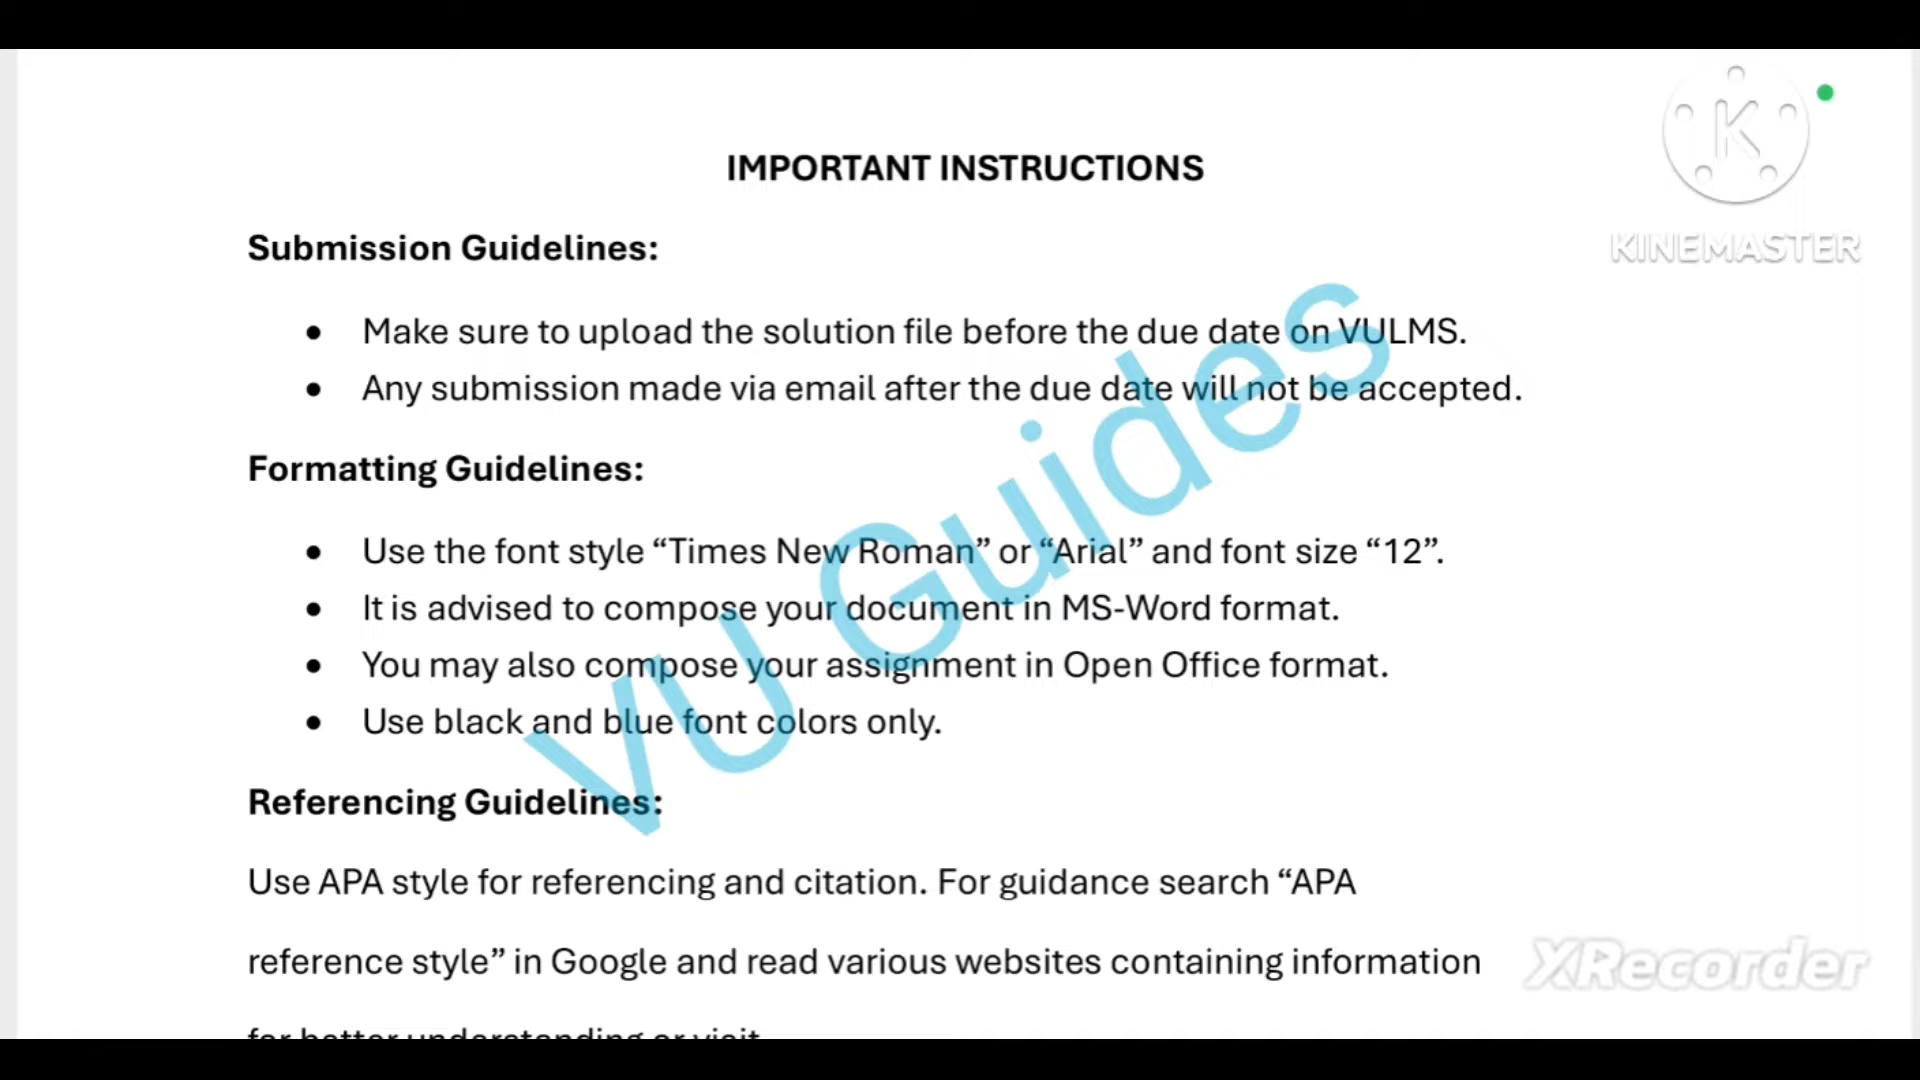 IMPORTANT INSTRUCTIONS
K
KINEMASTER
Submission Guidelines:
• Make sure to upload the solution file before the due date on VULMS.
• Any submission made via email after the due date will not be accepted.
Formatting Guidelines:
• Use the font style “Times New Roman” or “Arial” and font size “12”.
• It is advised to compose your document in MS-Word format.
• You may also compose your assignment in Open Office format.
• Use black and blue font colors only.
VU Guides
Referencing Guidelines:
Use APA style for referencing and citation. For guidance search “APA
reference style” in Google and read various websites containing information
XRecorder
for better understanding or visit